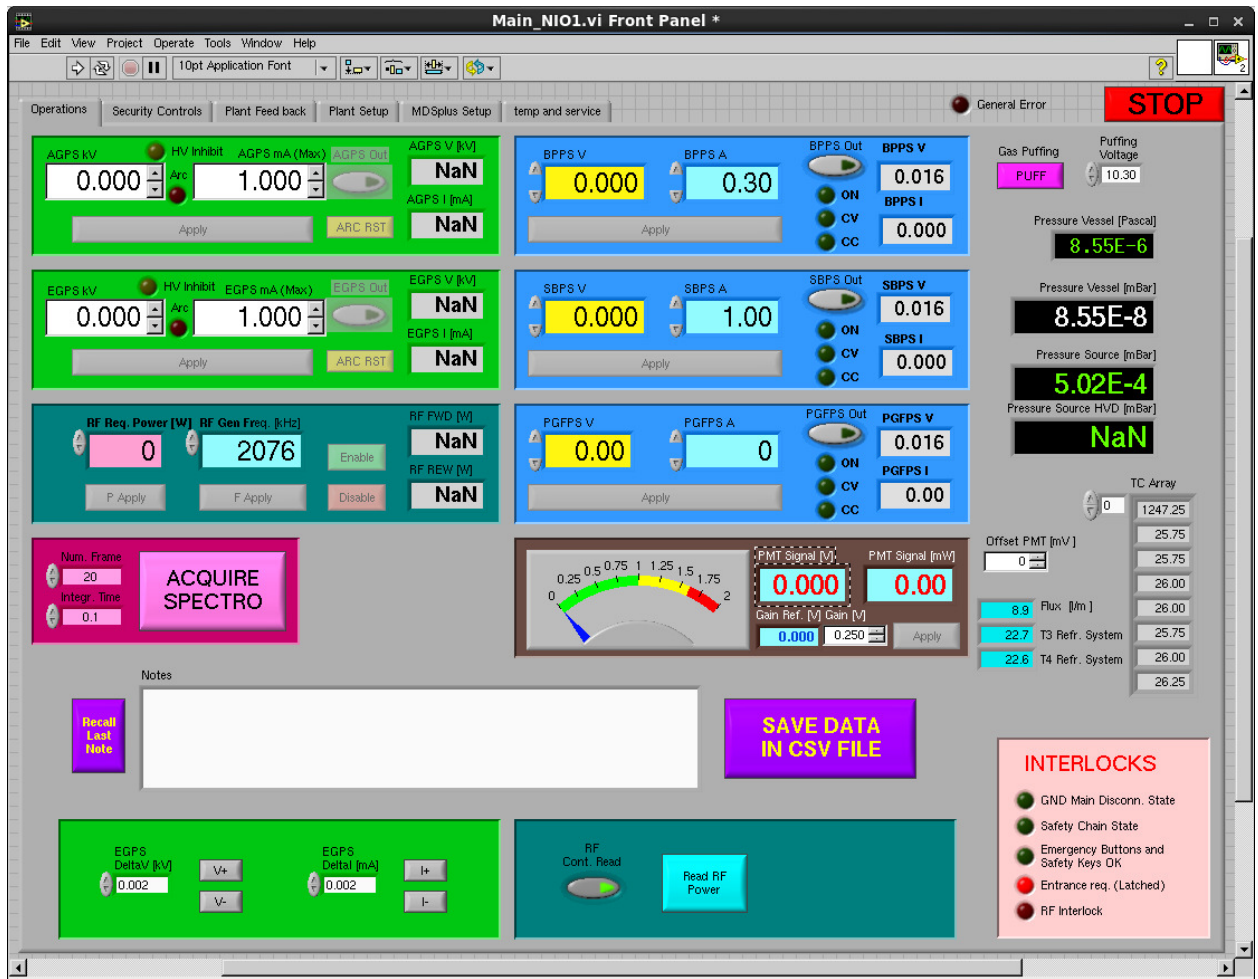 Main_NIO1.vi Front Panel *
File Edit View Project Operate Tools Window Help
10pt Application Font
2
Operations Security Controls Plant Feed back Plant Setup MDSplus Setup temp and service
General Error
STOP
AGPS kV HV Inhibit AGPS mA (Max) AGPS Out AGPS V [kV]
0.000 Arc 1.000 NaN
AGPS I [mA]
Apply ARC RST NaN
EGPS kV HV Inhibit EGPS mA (Max) EGPS Out EGPS V [kV]
0.000 Arc 1.000 NaN
EGPS I [mA]
Apply ARC RST NaN
RF Req. Power [W] RF Gen Freq. [kHz] RF FWD [W]
0 2076 Enable NaN
RF REW [W]
P Apply F Apply Disable NaN
Num. Frame
20
Integr. Time
0.1
ACQUIRE
SPECTRO
BPPS V BPPS A BPPS Out BPPS V
0.000 0.30 0.016
ON BPPS I
Apply CV 0.000
CC
SBPS V SBPS A SBPS Out SBPS V
0.000 1.00 0.016
ON SBPS I
Apply CV 0.000
CC
PGFPS V PGFPS A PGFPS Out PGFPS V
0.00 0 0.016
ON PGFPS I
Apply CV 0.00
CC
0 0.25 0.5 0.75 1 1.25 1.5 1.75 2
PMT Signal [V] PMT Signal [mW]
0.000 0.00
Gain Ref. [V] Gain [V]
0.000 0.250 Apply
Gas Puffing
PUFF
Puffing
Voltage
10.30
Pressure Vessel [Pascal]
8.55E-6
Pressure Vessel [mBar]
8.55E-8
Pressure Source [mBar]
5.02E-4
Pressure Source HVD [mBar]
NaN
TC Array
0
1247.25
25.75
25.75
26.00
26.00
25.75
26.00
26.25
Offset PMT [mV ]
0
8.9 Flux [l/m ]
22.7 T3 Refr. System
22.6 T4 Refr. System
Notes
Recall
Last
Note
SAVE DATA
IN CSV FILE
INTERLOCKS
GND Main Disconn. State
Safety Chain State
Emergency Buttons and
Safety Keys OK
Entrance req. (Latched)
RF Interlock
EGPS
DeltaV [kV]
0.002
V+
V-
EGPS
DeltaI [mA]
0.002
I+
I-
RF
Cont. Read
Read RF
Power